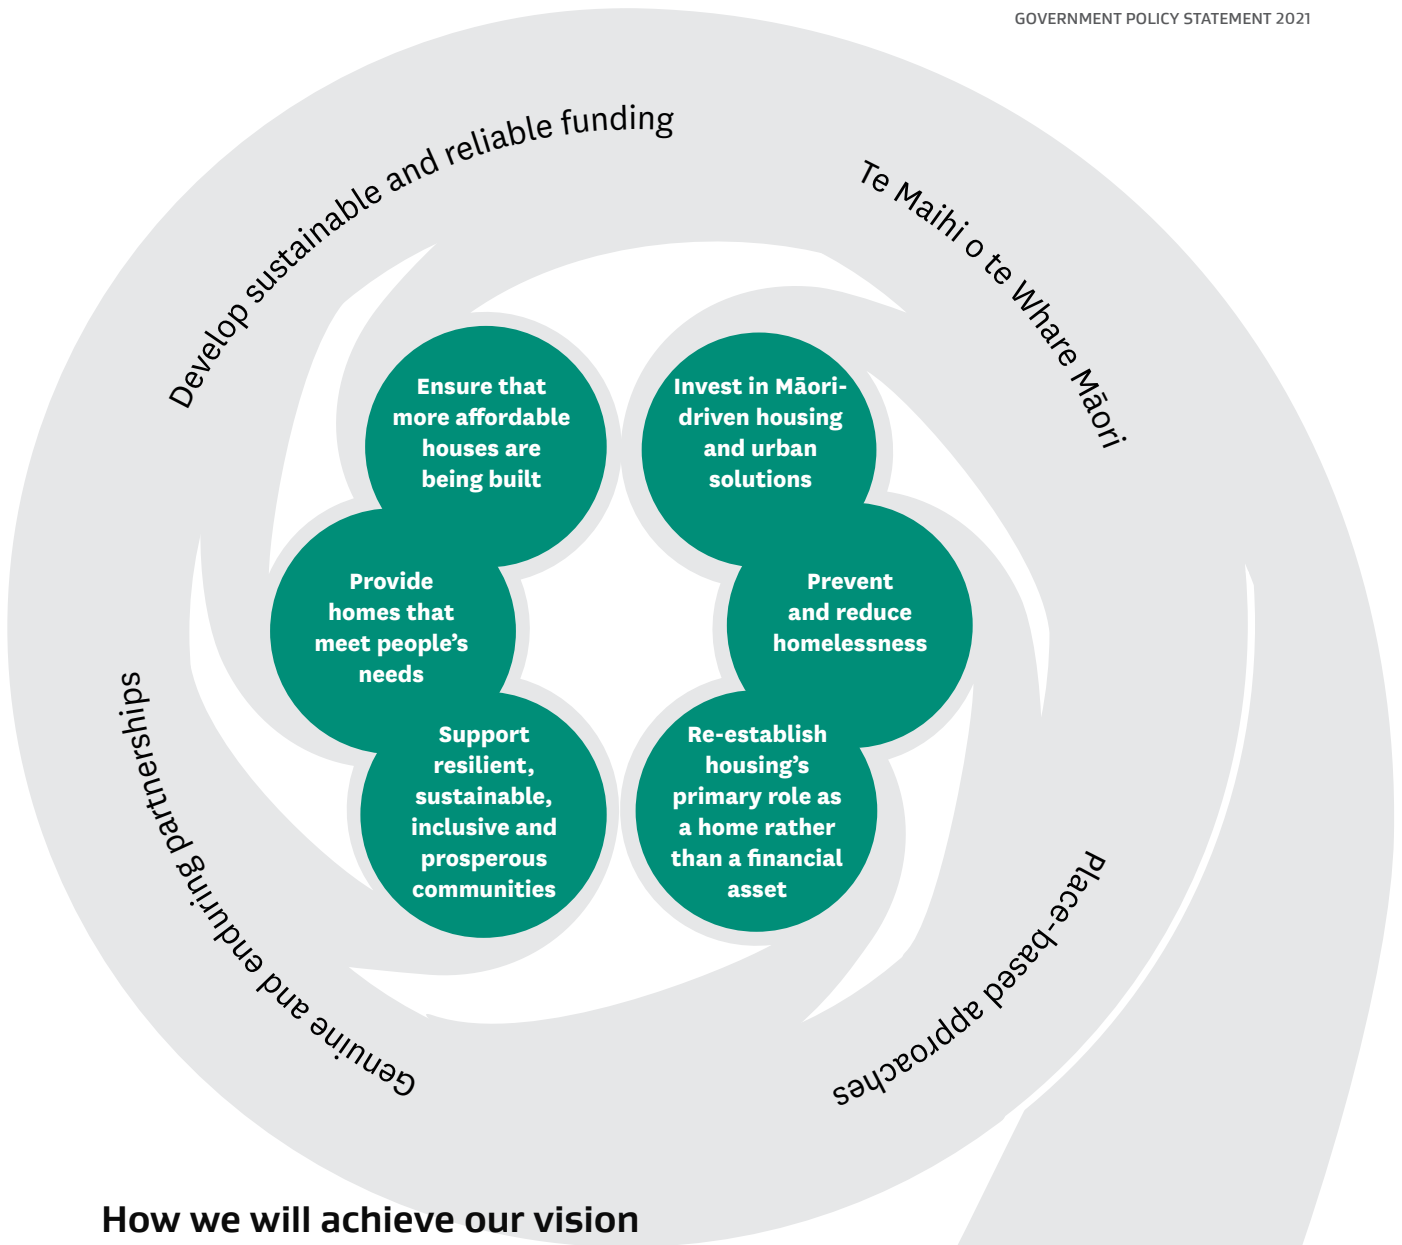 GOVERNMENT POLICY STATEMENT 2021
Develop sustainable and reliable funding
Te Maihi o te Whare Māori
Ensure that
more affordable
houses are
being built
Invest in Māori-
driven housing
and urban
solutions
Provide
homes that
meet people’s
needs
Prevent
and reduce
homelessness
Support
resilient,
sustainable,
inclusive and
prosperous
communities
Re-establish
housing’s
primary role as
a home rather
than a financial
asset
Genuine and enduring partnerships
Place-based approaches
How we will achieve our vision